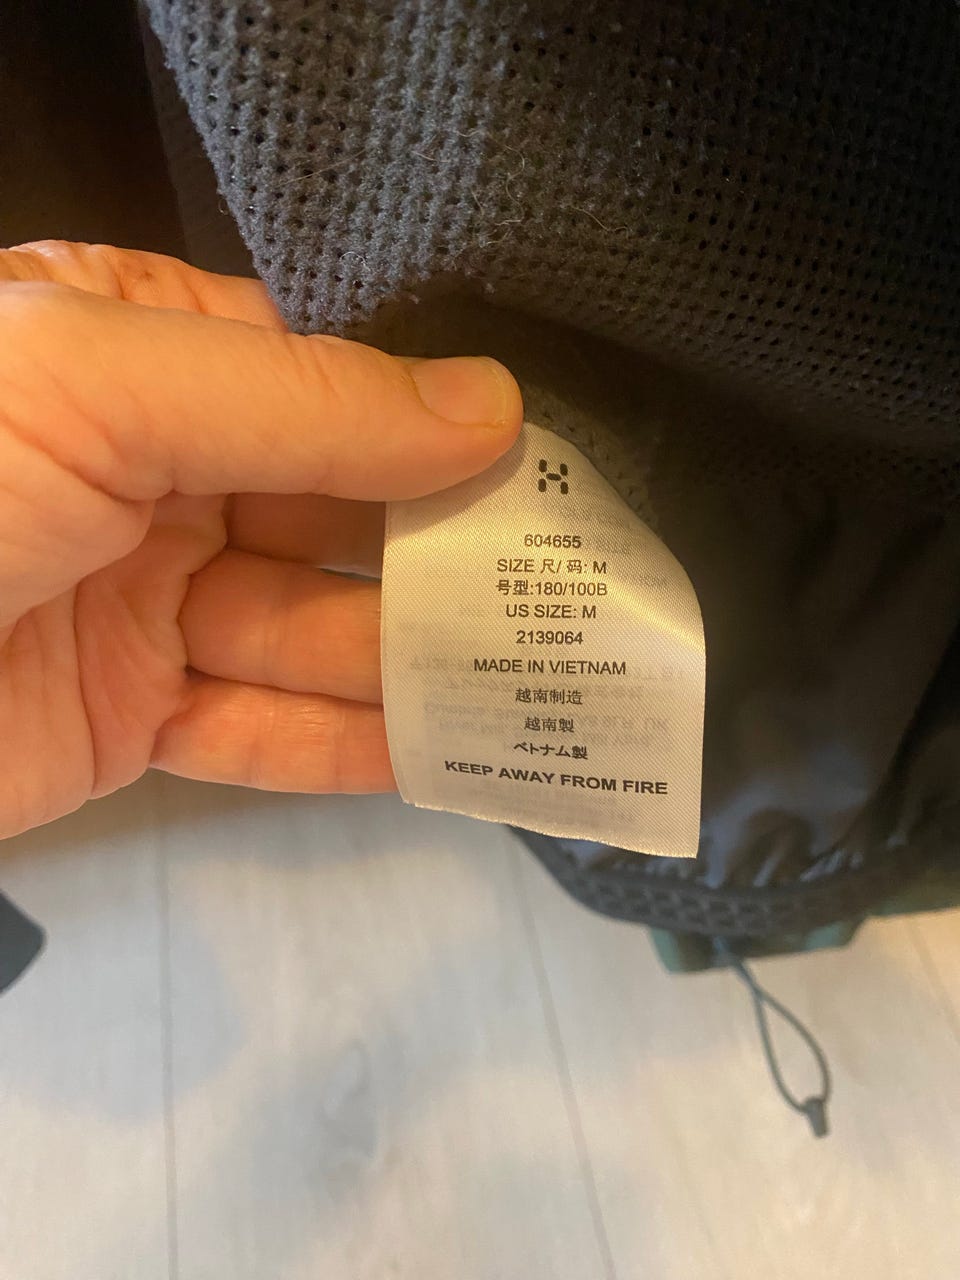 604655
SIZE 尺/ 码: M
号型:180/100B
US SIZE: M
2139064
MADE IN VIETNAM
越南制造
越南製
ベトナム製
KEEP AWAY FROM FIRE